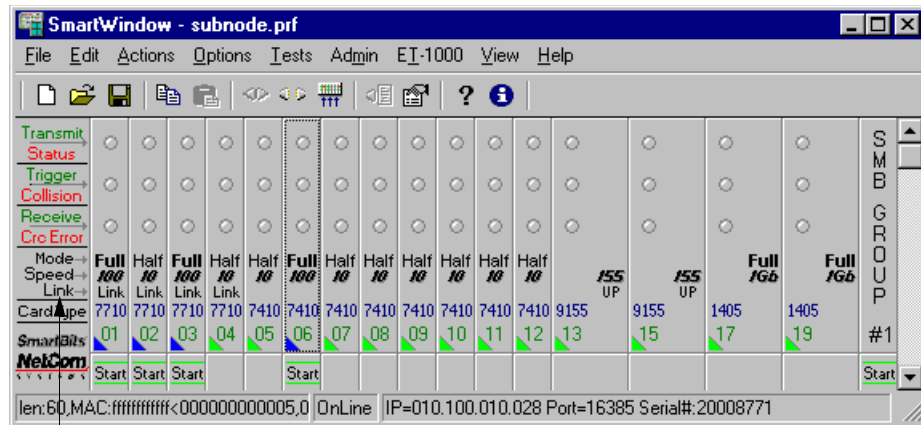 SmartWindow - subnode.prf
File Edit Actions Options Tests Admin ET-1000 View Help
Transmit
Status
Trigger
Collision
Receive
Crc Error
Mode Full Half Full Half Half Full Half Half Half Half Half Half Full Full
Speed 100 10 100 10 10 100 10 10 10 10 10 10 155 155 1Gb 1Gb
Link Link Link Link Link UP UP
Card Type 7710 7710 7710 7710 7410 7410 7410 7410 7410 7410 7410 7410 9155 9155 1405 1405
SmartBits 01 02 03 04 05 06 07 08 09 10 11 12 13 15 17 19 #1
NetCom SYSTEMS Start Start Start Start Start
SMB GROUP
len:60,MAC:ffffffffffff<000000000005,0 OnLine IP=010.100.010.028 Port=16385 Serial#:20008771